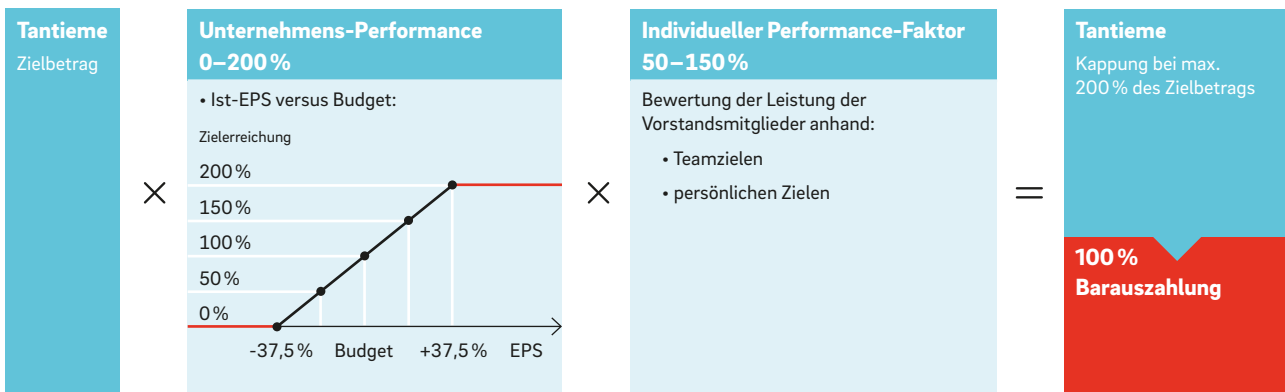 Tantieme
Zielbetrag
×
Unternehmens-Performance
0–200 %
• Ist-EPS versus Budget:
Zielerreichung
200 %
150 %
100 %
50 %
0 %
-37,5 %
Budget
+37,5 %
EPS
×
Individueller Performance-Faktor
50–150 %
Bewertung der Leistung der
Vorstandsmitglieder anhand:
• Teamzielen
• persönlichen Zielen
=
Tantieme
Kappung bei max.
200 % des Zielbetrags
100 %
Barauszahlung